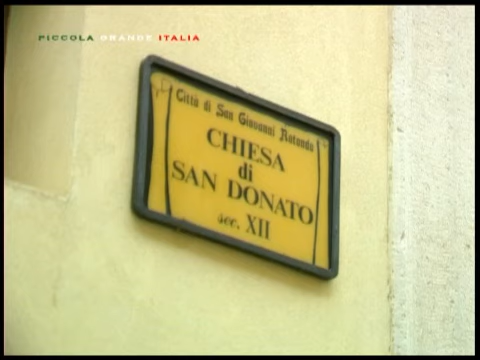 PICCOLA GRANDE ITALIA
Città di San Giovanni Rotondo
CHIESA
di
SAN DONATO
sec. XII